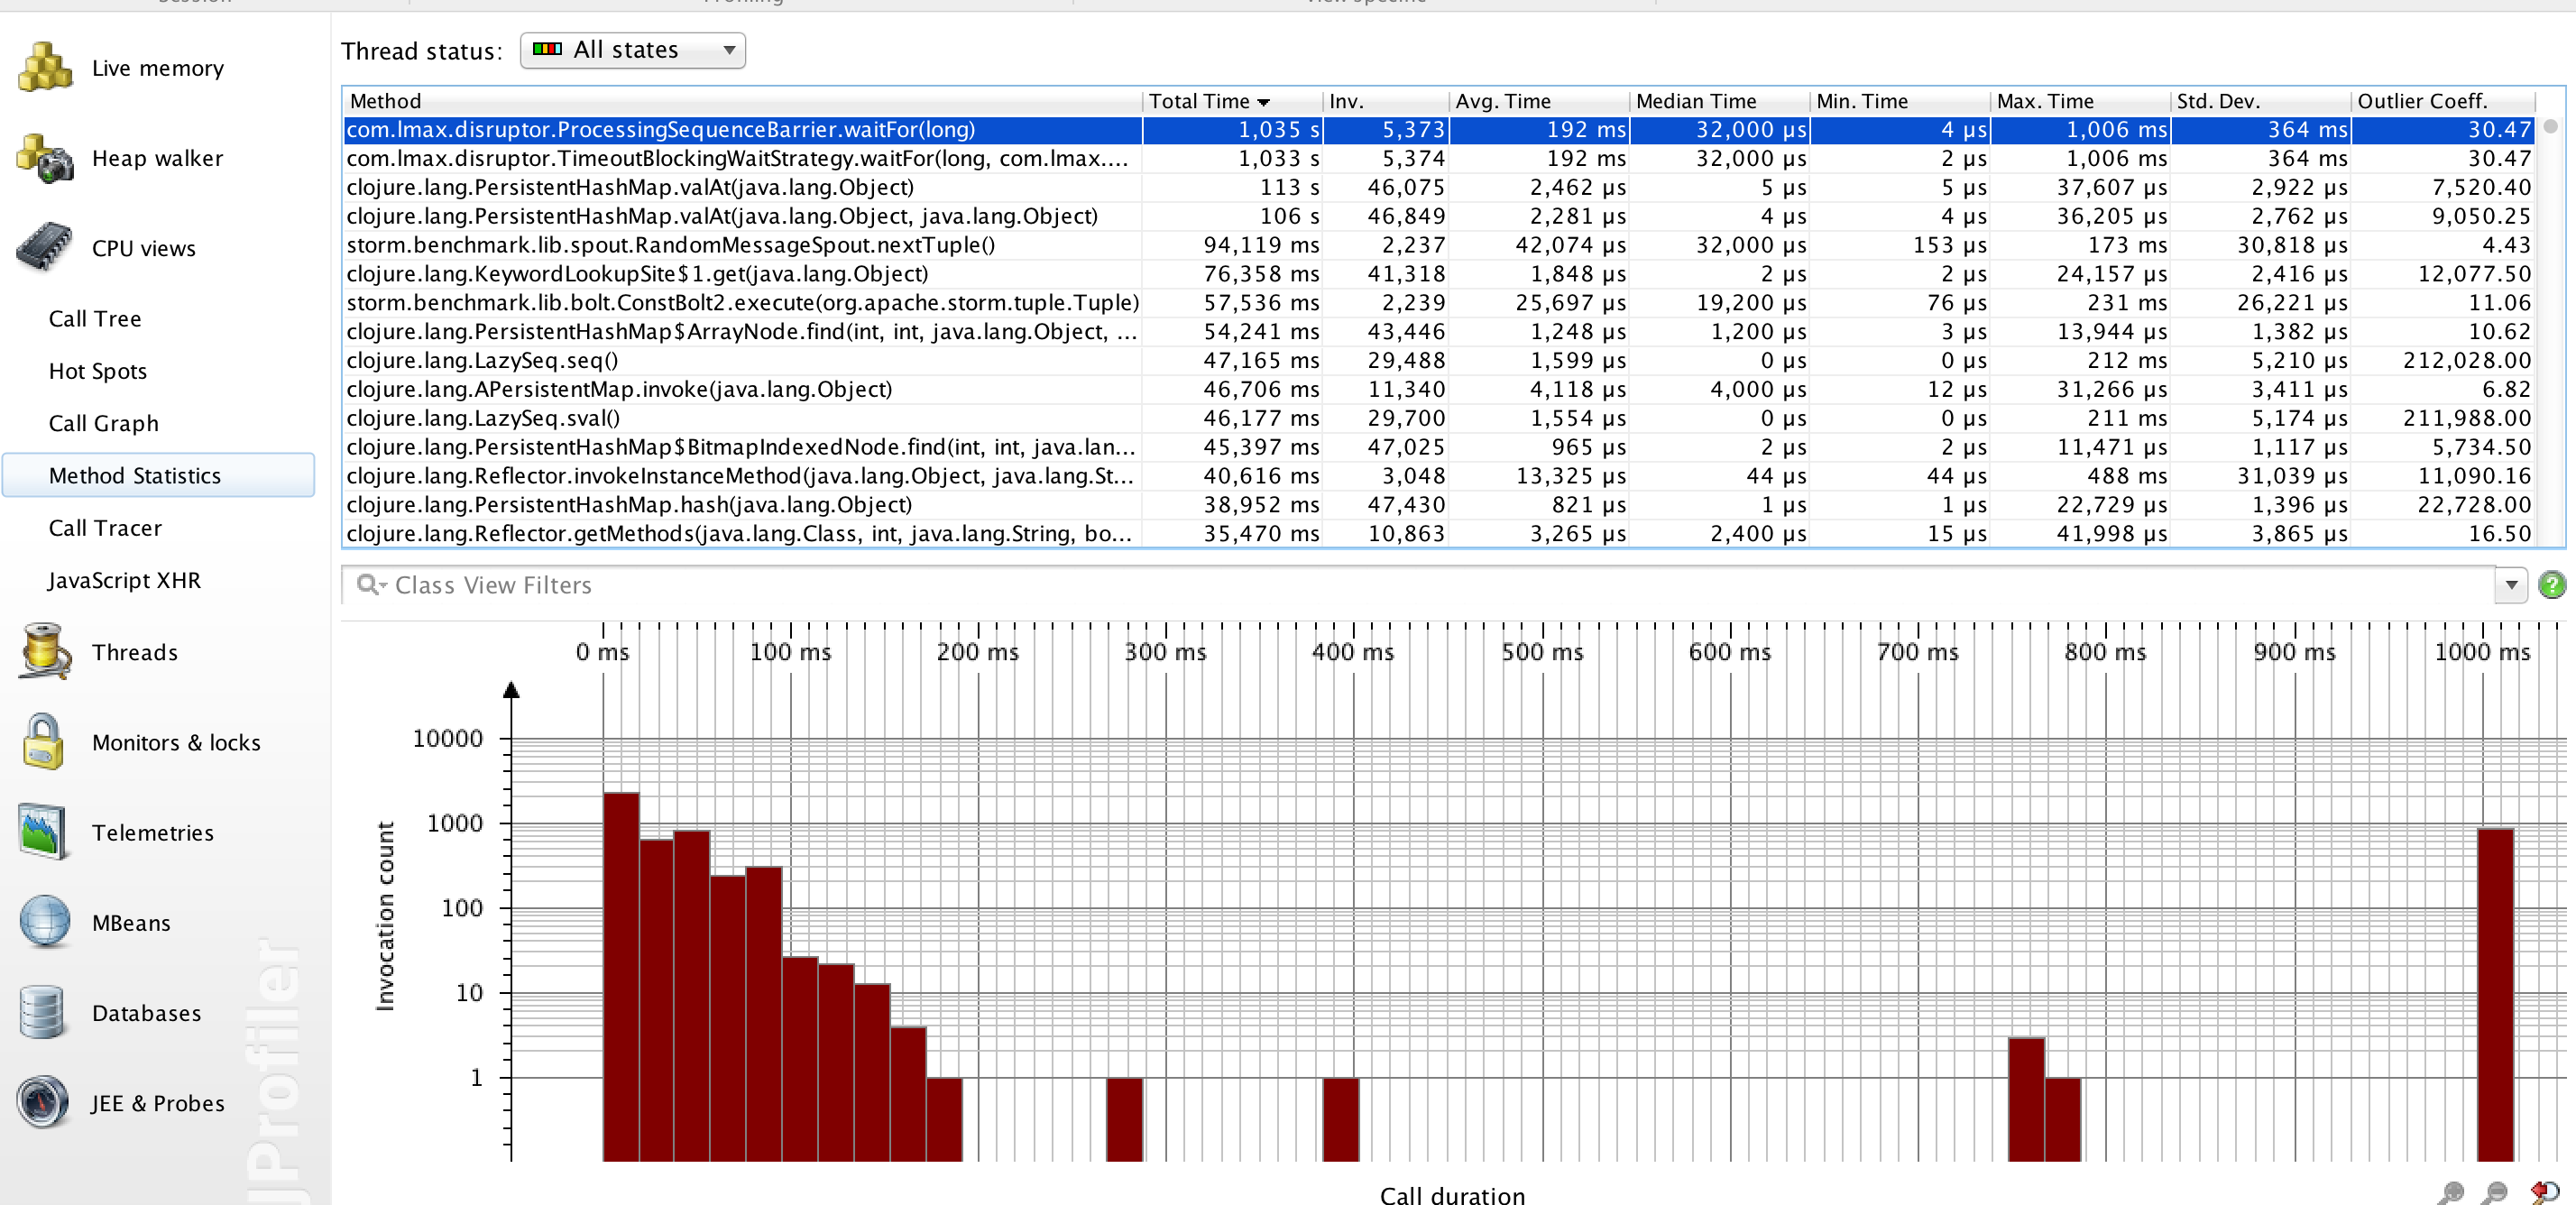 Session Profiling View specific
Live memory
Heap walker
CPU views
Call Tree
Hot Spots
Call Graph
Method Statistics
Call Tracer
JavaScript XHR
Threads
Monitors & locks
Telemetries
MBeans
Databases
JEE & Probes
JProfiler
Thread status: All states
Method Total Time Inv. Avg. Time Median Time Min. Time Max. Time Std. Dev. Outlier Coeff.
com.lmax.disruptor.ProcessingSequenceBarrier.waitFor(long) 1,035 s 5,373 192 ms 32,000 µs 4 µs 1,006 ms 364 ms 30.47
com.lmax.disruptor.TimeoutBlockingWaitStrategy.waitFor(long, com.lmax.... 1,033 s 5,374 192 ms 32,000 µs 2 µs 1,006 ms 364 ms 30.47
clojure.lang.PersistentHashMap.valAt(java.lang.Object) 113 s 46,075 2,462 µs 5 µs 5 µs 37,607 µs 2,922 µs 7,520.40
clojure.lang.PersistentHashMap.valAt(java.lang.Object, java.lang.Object) 106 s 46,849 2,281 µs 4 µs 4 µs 36,205 µs 2,762 µs 9,050.25
storm.benchmark.lib.spout.RandomMessageSpout.nextTuple() 94,119 ms 2,237 42,074 µs 32,000 µs 153 µs 173 ms 30,818 µs 4.43
clojure.lang.KeywordLookupSite$1.get(java.lang.Object) 76,358 ms 41,318 1,848 µs 2 µs 2 µs 24,157 µs 2,416 µs 12,077.50
storm.benchmark.lib.bolt.ConstBolt2.execute(org.apache.storm.tuple.Tuple) 57,536 ms 2,239 25,697 µs 19,200 µs 76 µs 231 ms 26,221 µs 11.06
clojure.lang.PersistentHashMap$ArrayNode.find(int, int, java.lang.Object, ... 54,241 ms 43,446 1,248 µs 1,200 µs 3 µs 13,944 µs 1,382 µs 10.62
clojure.lang.LazySeq.seq() 47,165 ms 29,488 1,599 µs 0 µs 0 µs 212 ms 5,210 µs 212,028.00
clojure.lang.APersistentMap.invoke(java.lang.Object) 46,706 ms 11,340 4,118 µs 4,000 µs 12 µs 31,266 µs 3,411 µs 6.82
clojure.lang.LazySeq.sval() 46,177 ms 29,700 1,554 µs 0 µs 0 µs 211 ms 5,174 µs 211,988.00
clojure.lang.PersistentHashMap$BitmapIndexedNode.find(int, int, java.lan... 45,397 ms 47,025 965 µs 2 µs 2 µs 11,471 µs 1,117 µs 5,734.50
clojure.lang.Reflector.invokeInstanceMethod(java.lang.Object, java.lang.St... 40,616 ms 3,048 13,325 µs 44 µs 44 µs 488 ms 31,039 µs 11,090.16
clojure.lang.PersistentHashMap.hash(java.lang.Object) 38,952 ms 47,430 821 µs 1 µs 1 µs 22,729 µs 1,396 µs 22,728.00
clojure.lang.Reflector.getMethods(java.lang.Class, int, java.lang.String, bo... 35,470 ms 10,863 3,265 µs 2,400 µs 15 µs 41,998 µs 3,865 µs 16.50
Class View Filters ?
0 ms 100 ms 200 ms 300 ms 400 ms 500 ms 600 ms 700 ms 800 ms 900 ms 1000 ms
10000
1000
100
10
1
Invocation count
Call duration